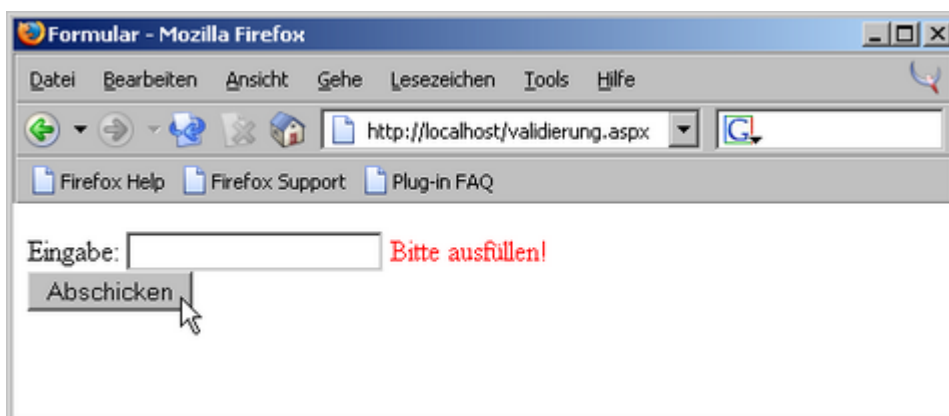 Formular - Mozilla Firefox
Datei Bearbeiten Ansicht Gehe Lesezeichen Tools Hilfe
http://localhost/validierung.aspx G
Firefox Help Firefox Support Plug-in FAQ
Eingabe: Bitte ausfüllen!
Abschicken